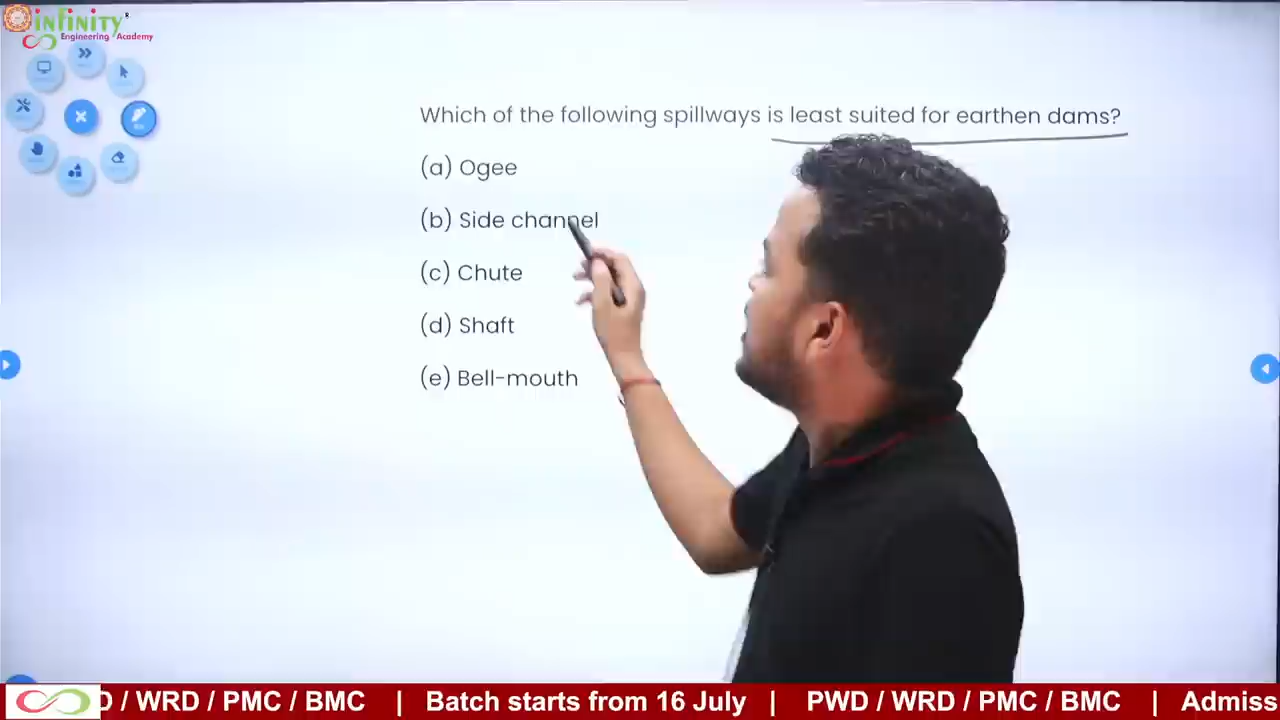 infinity
Engineering Academy
Which of the following spillways is least suited for earthen dams?
(a) Ogee
(b) Side channel
(c) Chute
(d) Shaft
(e) Bell-mouth
D / WRD / PMC / BMC | Batch starts from 16 July | PWD / WRD / PMC / BMC | Admiss